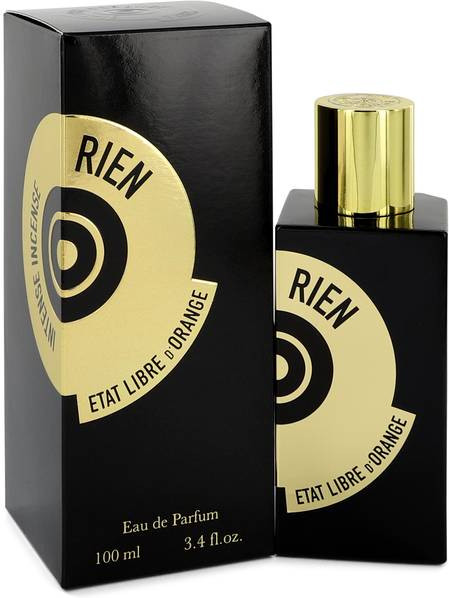 RIEN
INTENSE INCENSE
ETAT LIBRE D'ORANGE
Eau de Parfum
100 ml 3.4 fl.oz.
RIEN
ETAT LIBRE D'ORANGE